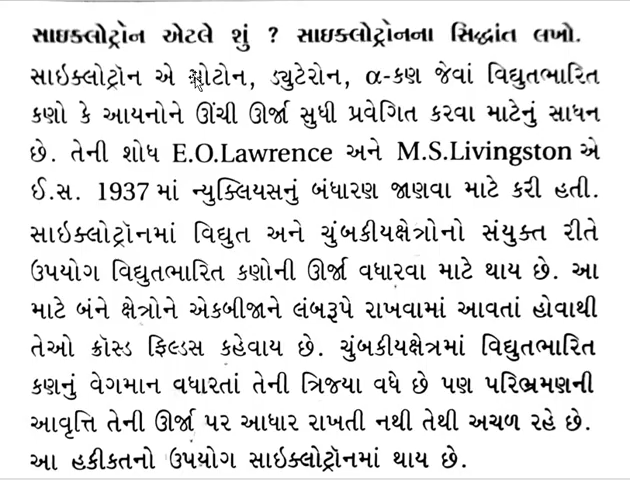 સાઇક્લોટ્રૉન એટલે શું ? સાઇક્લોટ્રૉનના સિદ્ધાંત લખો.
સાઇક્લોટ્રૉન એ પ્રોટોન, ડ્યુટેરોન, α-કણ જેવાં વિદ્યુતભારિત
કણો કે આયનોને ઊંચી ઊર્જા સુધી પ્રવેગિત કરવા માટેનું સાધન
છે. તેની શોધ E.O.Lawrence અને M.S.Livingston એ
ઈ.સ. 1937 માં ન્યુક્લિયસનું બંધારણ જાણવા માટે કરી હતી.
સાઇક્લોટ્રૉનમાં વિદ્યુત અને ચુંબકીયક્ષેત્રોનો સંયુક્ત રીતે
ઉપયોગ વિદ્યુતભારિત કણોની ઊર્જા વધારવા માટે થાય છે. આ
માટે બંને ક્ષેત્રોને એકબીજાને લંબરૂપે રાખવામાં આવતાં હોવાથી
તેઓ ક્રૉસ્ડ ફિલ્ડસ કહેવાય છે. ચુંબકીયક્ષેત્રમાં વિદ્યુતભારિત
કણનું વેગમાન વધારતાં તેની ત્રિજયા વધે છે પણ પરિભ્રમણની
આવૃત્તિ તેની ઊર્જા પર આધાર રાખતી નથી તેથી અચળ રહે છે.
આ હકીકતનો ઉપયોગ સાઇક્લોટ્રૉનમાં થાય છે.